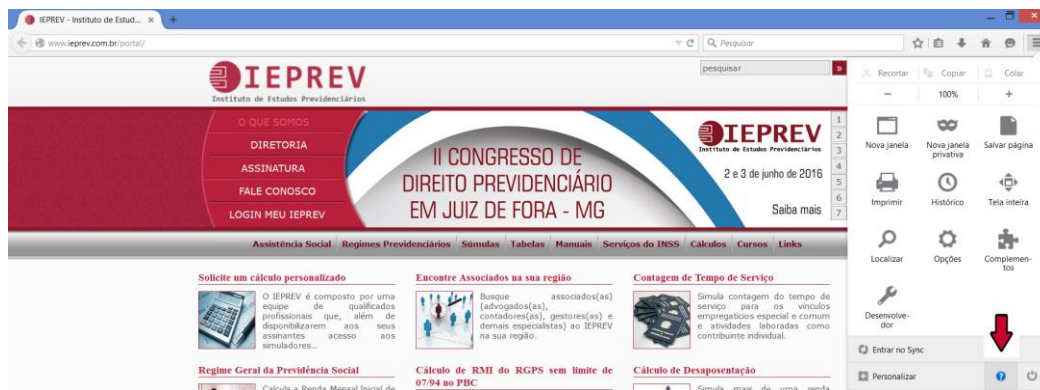 IEPREV - Instituto de Estud...
www.ieprev.com.br/portal/
Pesquisar
IEPREV
Instituto de Estudos Previdenciários
pesquisar
O QUE SOMOS
DIRETORIA
ASSINATURA
FALE CONOSCO
LOGIN MEU IEPREV
II CONGRESSO DE
DIREITO PREVIDENCIÁRIO
EM JUIZ DE FORA - MG
IEPREV
Instituto de Estudos Previdenciários
2 e 3 de junho de 2016
Saiba mais
1
2
3
4
5
6
7
Assistência Social Regimes Previdenciários Súmulas Tabelas Manuais Serviços do INSS Cálculos Cursos Links
Solicite um cálculo personalizado
O IEPREV é composto por uma
equipe de qualificados
profissionais que, além de
disponibilizarem aos seus
assinantes acesso aos
simuladores...
Encontre Associados na sua região
Busque associados(as)
(advogados(as),
contadores(as), gestores(as) e
demais especialistas) ao IEPREV
na sua região.
Contagem de Tempo de Serviço
Simula contagem do tempo de
serviço para os vínculos
empregatícios especial e comum
e atividades laboradas como
contribuinte individual.
Regime Geral da Previdência Social
Calcula a Renda Mensal Inicial de
Cálculo de RMI do RGPS sem limite de
07/94 no PBC
Cálculo de Desaposentação
Simula mais de uma renda
Recortar Copiar Colar
− 100% +
Nova janela
Nova janela
privativa
Salvar página
Imprimir
Histórico
Tela inteira
Localizar
Opções
Complemen-
tos
Desenvolve-
dor
Entrar no Sync
Personalizar